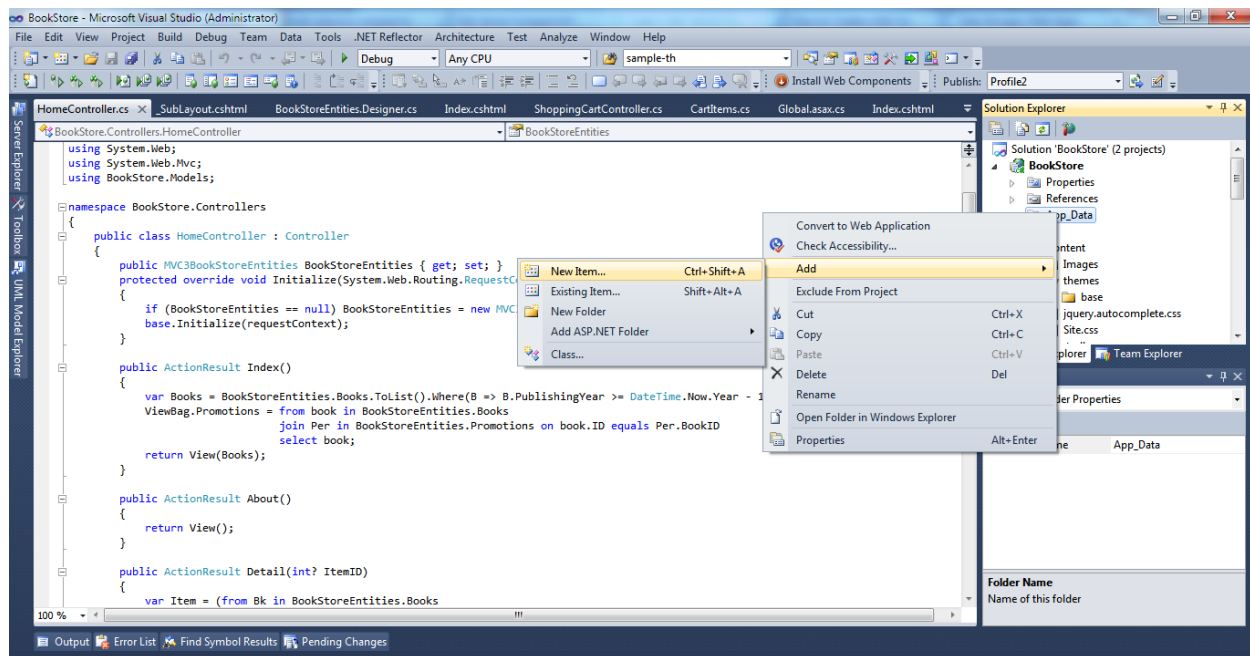 BookStore - Microsoft Visual Studio (Administrator)
File Edit View Project Build Debug Team Data Tools .NET Reflector Architecture Test Analyze Window Help
Debug Any CPU sample-th
Install Web Components Publish: Profile2
HomeController.cs _SubLayout.cshtml BookStoreEntities.Designer.cs Index.cshtml ShoppingCartController.cs CartItems.cs Global.asax.cs Index.cshtml
BookStore.Controllers.HomeController BookStoreEntities
Server Explorer
Toolbox
UML Model Explorer
using System.Web;
using System.Web.Mvc;
using BookStore.Models;
namespace BookStore.Controllers
{
public class HomeController : Controller
{
public MVC3BookStoreEntities BookStoreEntities { get; set; }
protected override void Initialize(System.Web.Routing.RequestC
{
if (BookStoreEntities == null) BookStoreEntities = new MVC
base.Initialize(requestContext);
}
public ActionResult Index()
{
var Books = BookStoreEntities.Books.ToList().Where(B => B.PublishingYear >= DateTime.Now.Year - 1
ViewBag.Promotions = from book in BookStoreEntities.Books
join Per in BookStoreEntities.Promotions on book.ID equals Per.BookID
select book;
return View(Books);
}
public ActionResult About()
{
return View();
}
public ActionResult Detail(int? ItemID)
{
var Item = (from Bk in BookStoreEntities.Books
100 %
New Item... Ctrl+Shift+A
Existing Item... Shift+Alt+A
New Folder
Add ASP.NET Folder
Class...
Convert to Web Application
Check Accessibility...
Add
Exclude From Project
Cut Ctrl+X
Copy Ctrl+C
Paste Ctrl+V
Delete Del
Rename
Open Folder in Windows Explorer
Properties Alt+Enter
Solution Explorer
Solution 'BookStore' (2 projects)
BookStore
Properties
References
pp_Data
ntent
Images
themes
base
jquery.autocomplete.css
Site.css
plorer Team Explorer
der Properties
me App_Data
Folder Name
Name of this folder
Output Error List Find Symbol Results Pending Changes